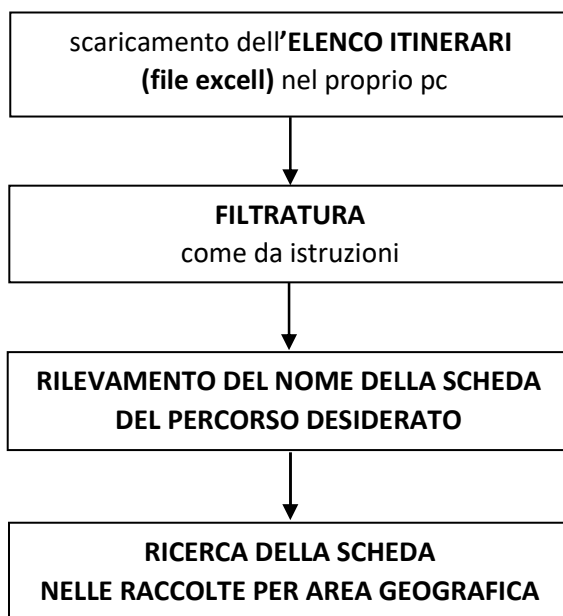 scaricamento dell'ELENCO ITINERARI
(file excell) nel proprio pc
FILTRATURA
come da istruzioni
RILEVAMENTO DEL NOME DELLA SCHEDA
DEL PERCORSO DESIDERATO
RICERCA DELLA SCHEDA
NELLE RACCOLTE PER AREA GEOGRAFICA